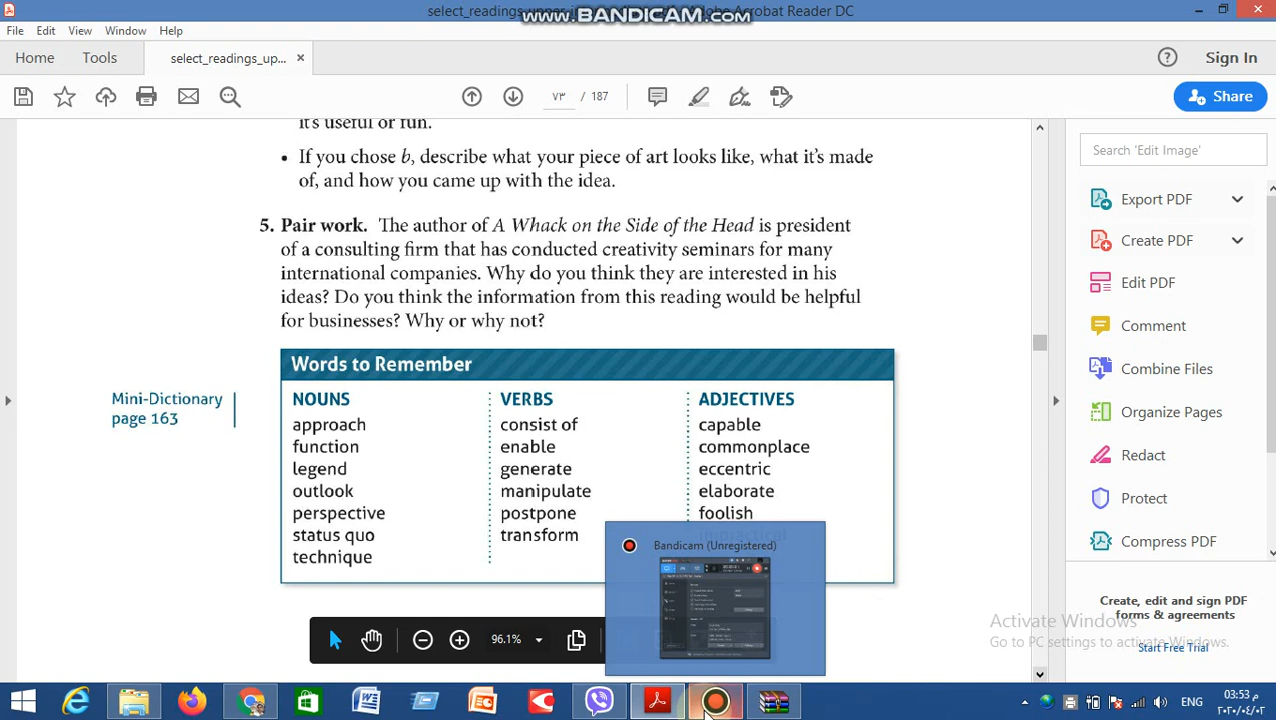 select_readings_upper-i
Adobe Acrobat Reader DC
www.BANDICAM.com
File Edit View Window Help
Home Tools select_readings_up... × Sign In
٧٣ / 187
Share
it's useful or fun.
• If you chose b, describe what your piece of art looks like, what it's made
of, and how you came up with the idea.
5. Pair work. The author of A Whack on the Side of the Head is president
of a consulting firm that has conducted creativity seminars for many
international companies. Why do you think they are interested in his
ideas? Do you think the information from this reading would be helpful
for businesses? Why or why not?
Words to Remember
Mini-Dictionary
page 163
NOUNS
approach
function
legend
outlook
perspective
status quo
technique
VERBS
consist of
enable
generate
manipulate
postpone
transform
ADJECTIVES
capable
commonplace
eccentric
elaborate
foolish
impractical
Bandicam (Unregistered)
96.1%
Search 'Edit Image'
Export PDF
Create PDF
Edit PDF
Comment
Combine Files
Organize Pages
Redact
Protect
Compress PDF
Create, edit and sign PDF
forms & agreements
Start Free Trial
Activate Windows
Go to PC settings to activate Windows.
ENG
03:53 م
٢٠٢٠/٠٤/٠٢